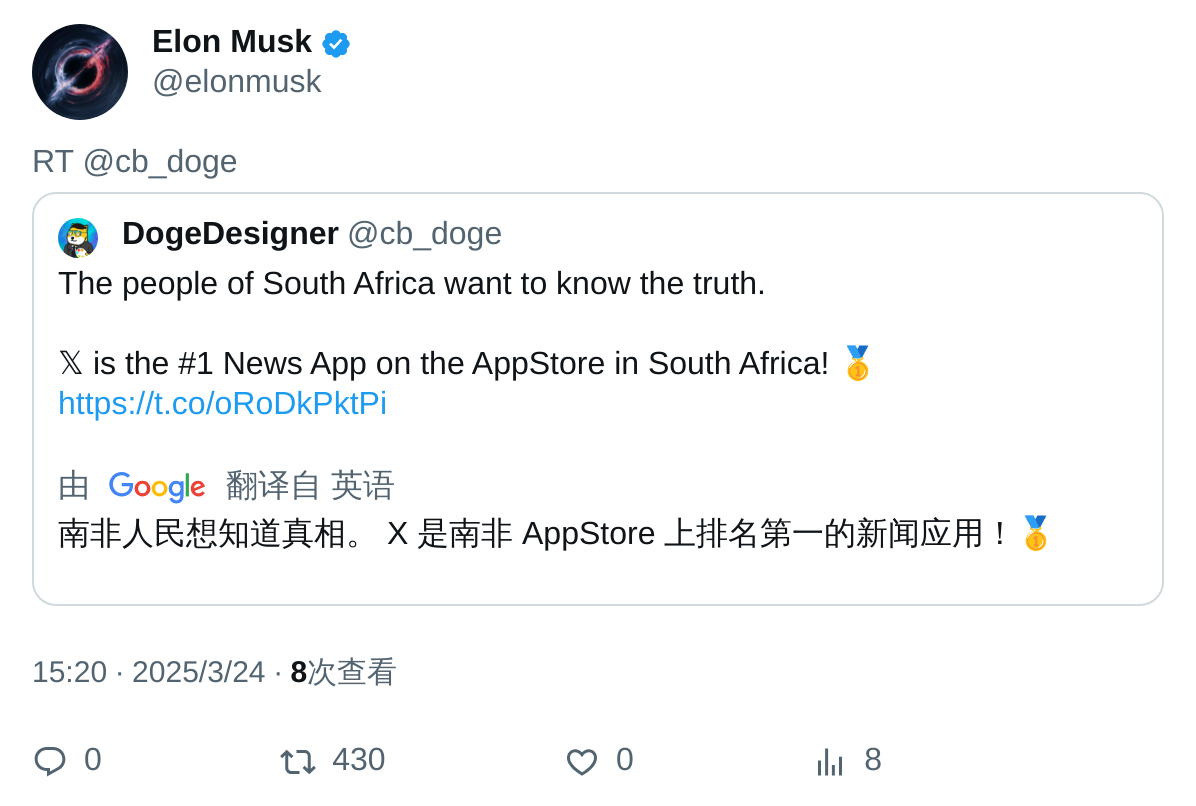 Elon Musk
@elonmusk
RT @cb_doge
DogeDesigner @cb_doge
The people of South Africa want to know the truth.
𝕏 is the #1 News App on the AppStore in South Africa! 🥇
https://t.co/oRoDkPktPi
由 Google 翻译自 英语
南非人民想知道真相。 X 是南非 AppStore 上排名第一的新闻应用！🥇
15:20 · 2025/3/24 · 8次查看
0 430 0 8